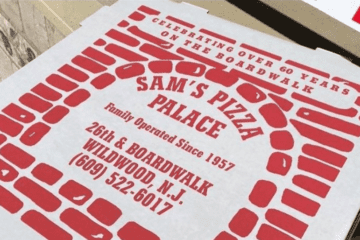 CELEBRATING OVER 60 YEARS
OF THE BOARDWALK
SAM'S PIZZA
PALACE
Family Operated Since 1957
26th & BOARDWALK
WILDWOOD, N.J.
(609) 522-6017